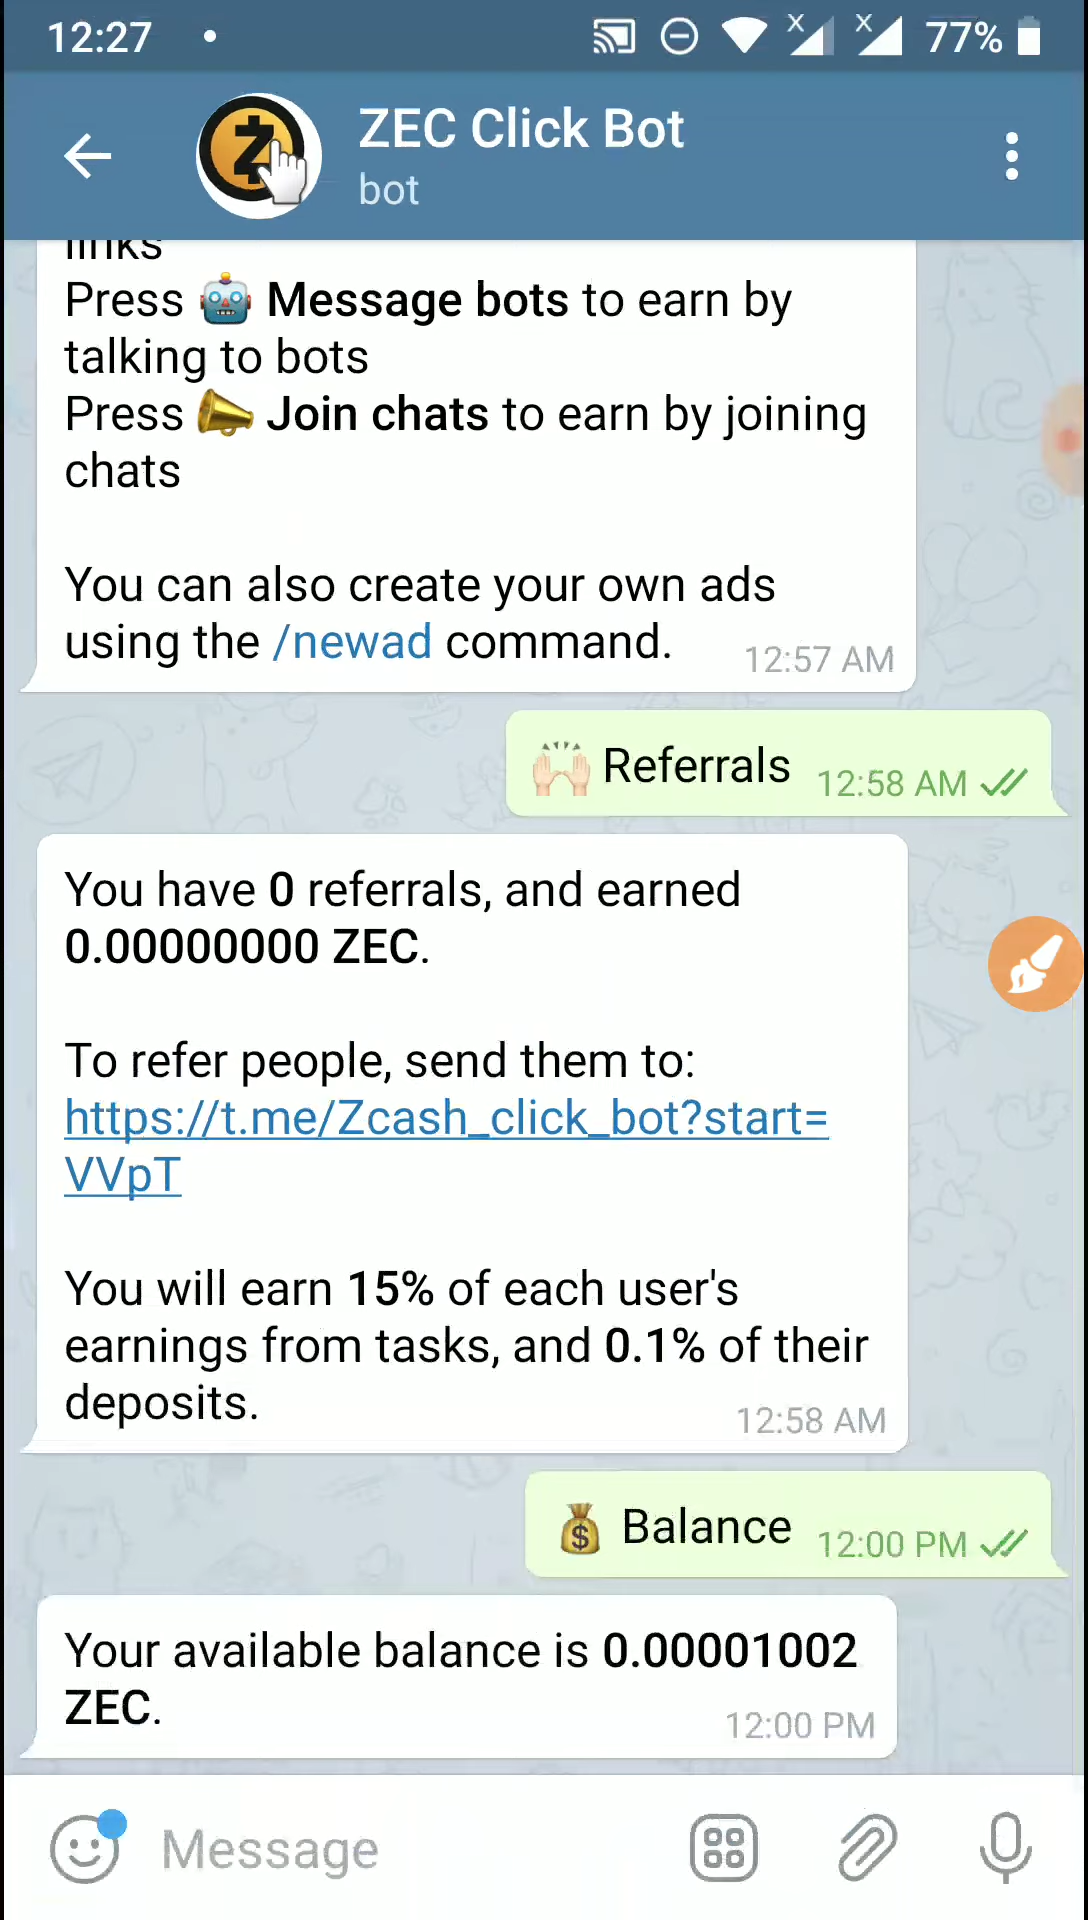 12:27
77%
ZEC Click Bot
bot
links
Press Message bots to earn by
talking to bots
Press Join chats to earn by joining
chats
You can also create your own ads
using the /newad command.
12:57 AM
Referrals
12:58 AM
You have 0 referrals, and earned
0.00000000 ZEC.
To refer people, send them to:
https://t.me/Zcash_click_bot?start=
VVpT
You will earn 15% of each user's
earnings from tasks, and 0.1% of their
deposits.
12:58 AM
Balance
12:00 PM
Your available balance is 0.00001002
ZEC.
12:00 PM
Message